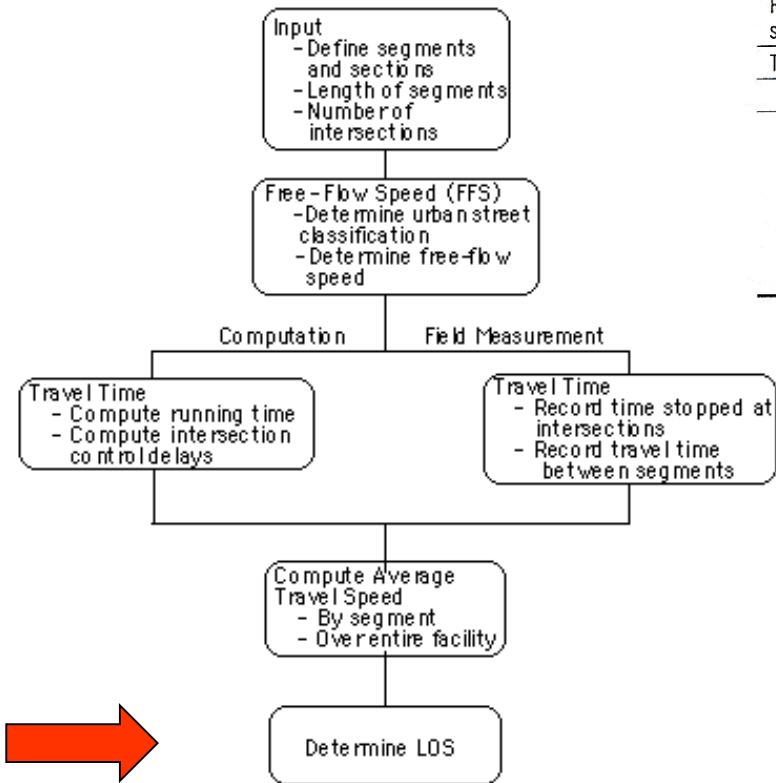 Input
- Define segments
and sections
- Length of segments
- Number of
intersections
Free-Flow Speed (FFS)
- Determine urban street
classification
- Determine free-flow
speed
Computation
Field Measurement
Travel Time
- Compute running time
- Compute intersection
control delays
Travel Time
- Record time stopped at
intersections
- Record travel time
between segments
Compute Average
Travel Speed
- By segment
- Over entire facility
Determine LOS
s
T